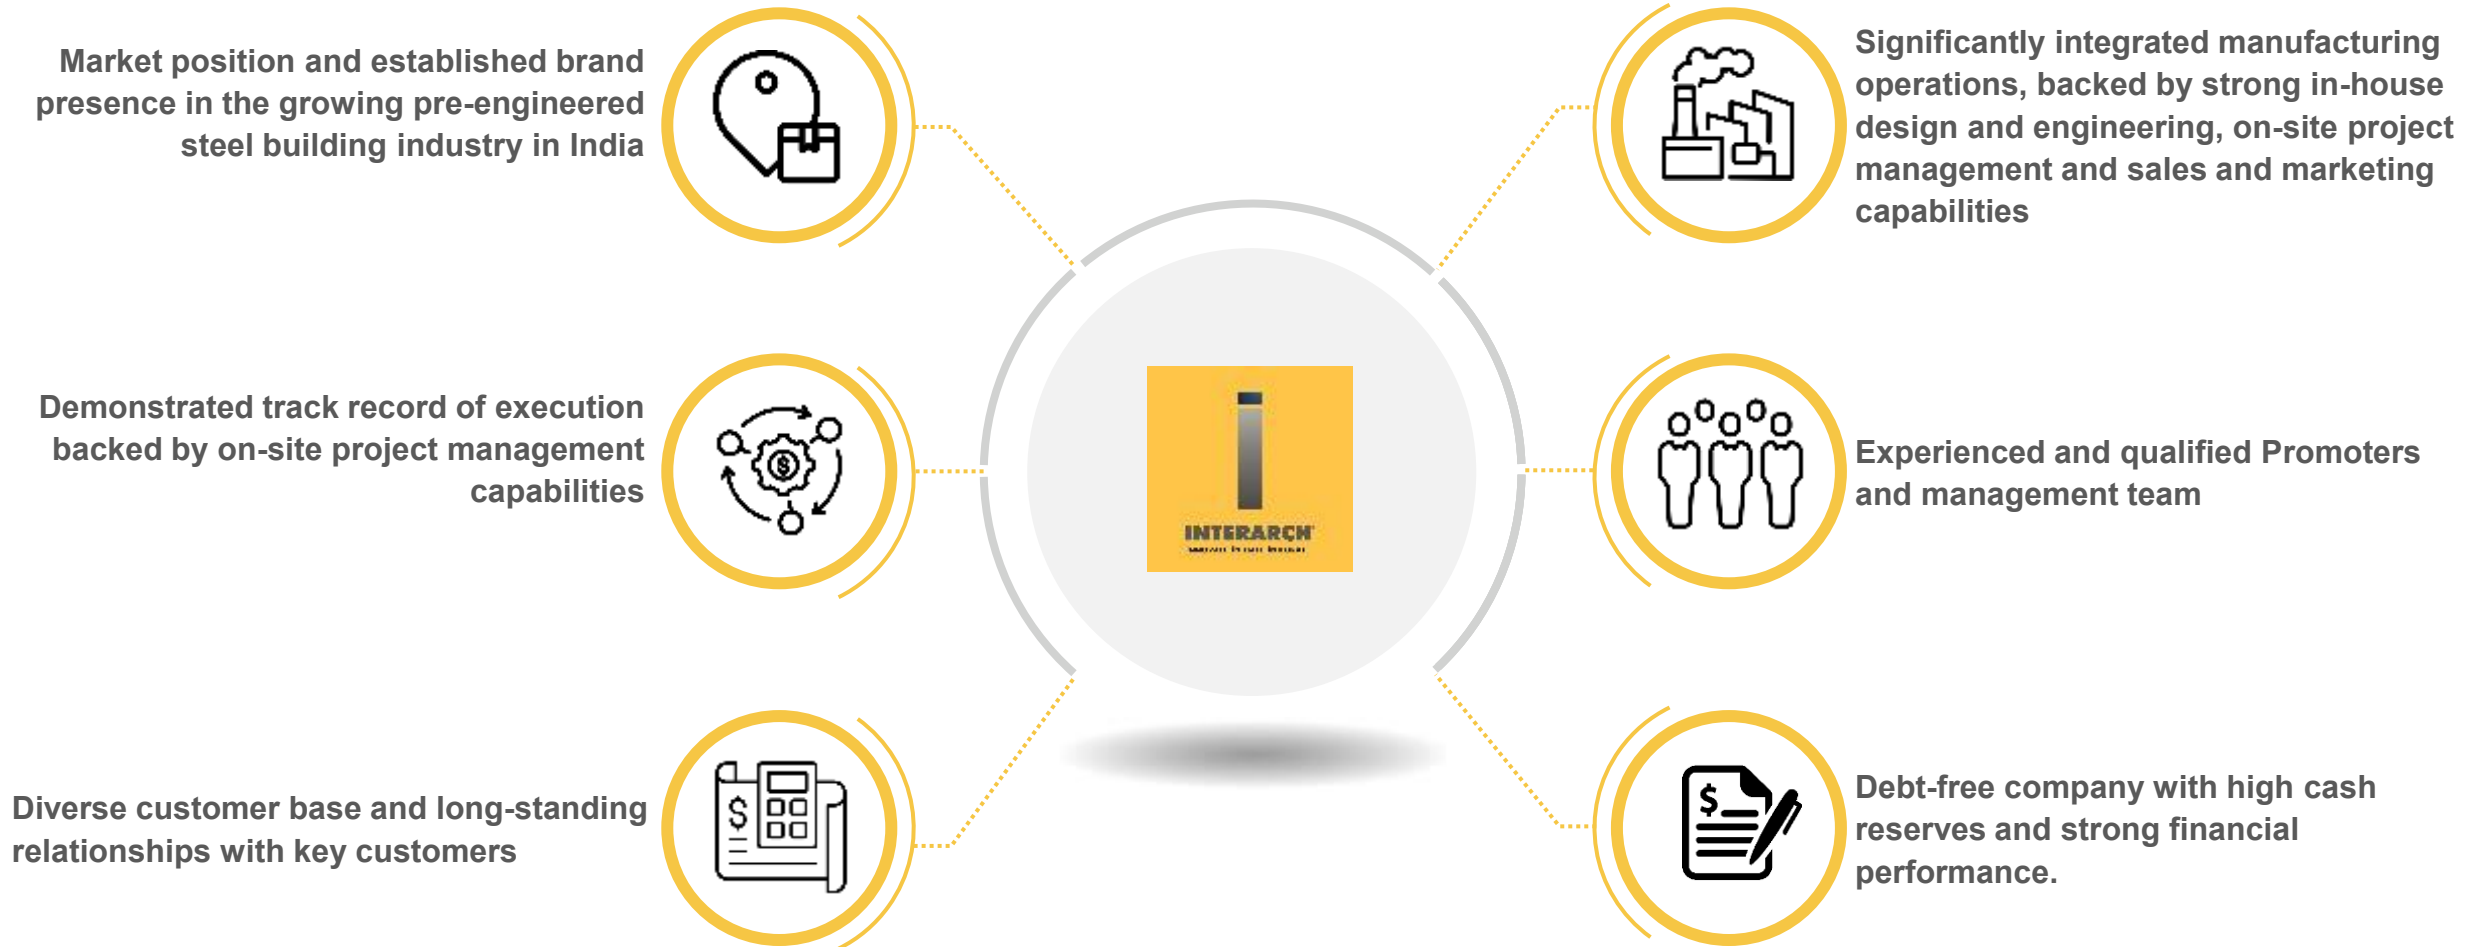 Market position and established brand
presence in the growing pre-engineered
steel building industry in India
Demonstrated track record of execution
backed by on-site project management
capabilities
Diverse customer base and long-standing
relationships with key customers
INTERARCH
Significantly integrated manufacturing
operations, backed by strong in-house
design and engineering, on-site project
management and sales and marketing
capabilities
Experienced and qualified Promoters
and management team
Debt-free company with high cash
reserves and strong financial
performance.